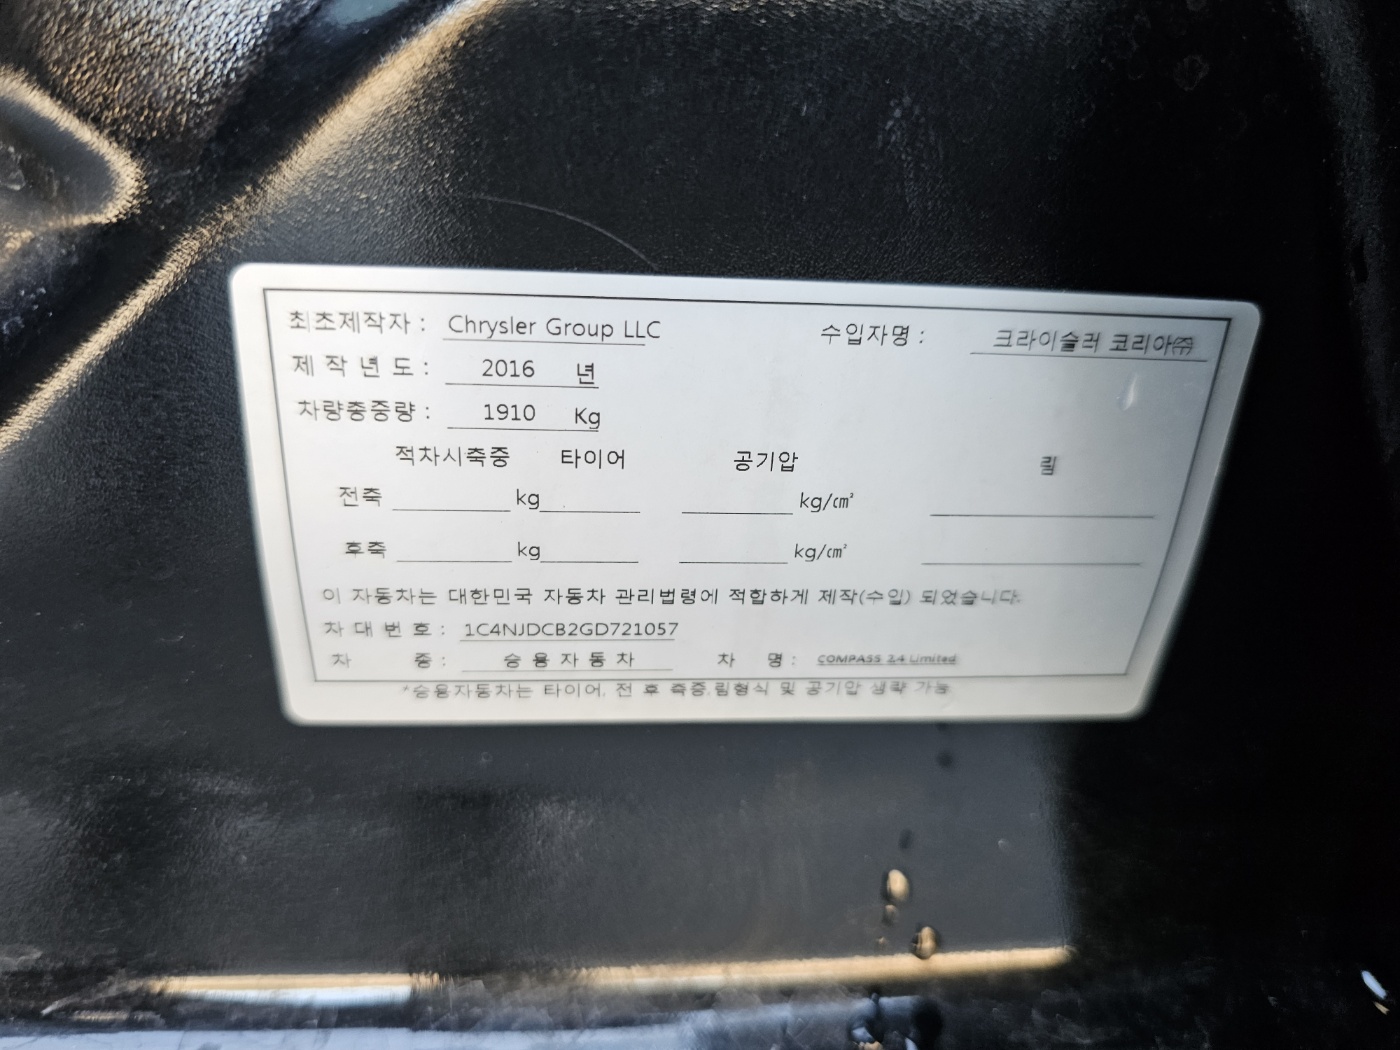 최초제작자 : Chrysler Group LLC 수입자명 : 크라이슬러 코리아㈜
제 작 년 도 : 2016 년
차량총중량 : 1910 Kg
적차시축중 타이어 공기압 림
전축 kg kg/㎠
후축 kg kg/㎠
이 자동차는 대한민국 자동차 관리법령에 적합하게 제작(수입) 되었습니다.
차 대 번 호 : 1C4NJDCB2GD721057
차 종 : 승 용 자 동 차 차 명 : COMPASS 2.4 Limited
*승용자동차는 타이어, 전 후 축중,림형식 및 공기압 생략 가능